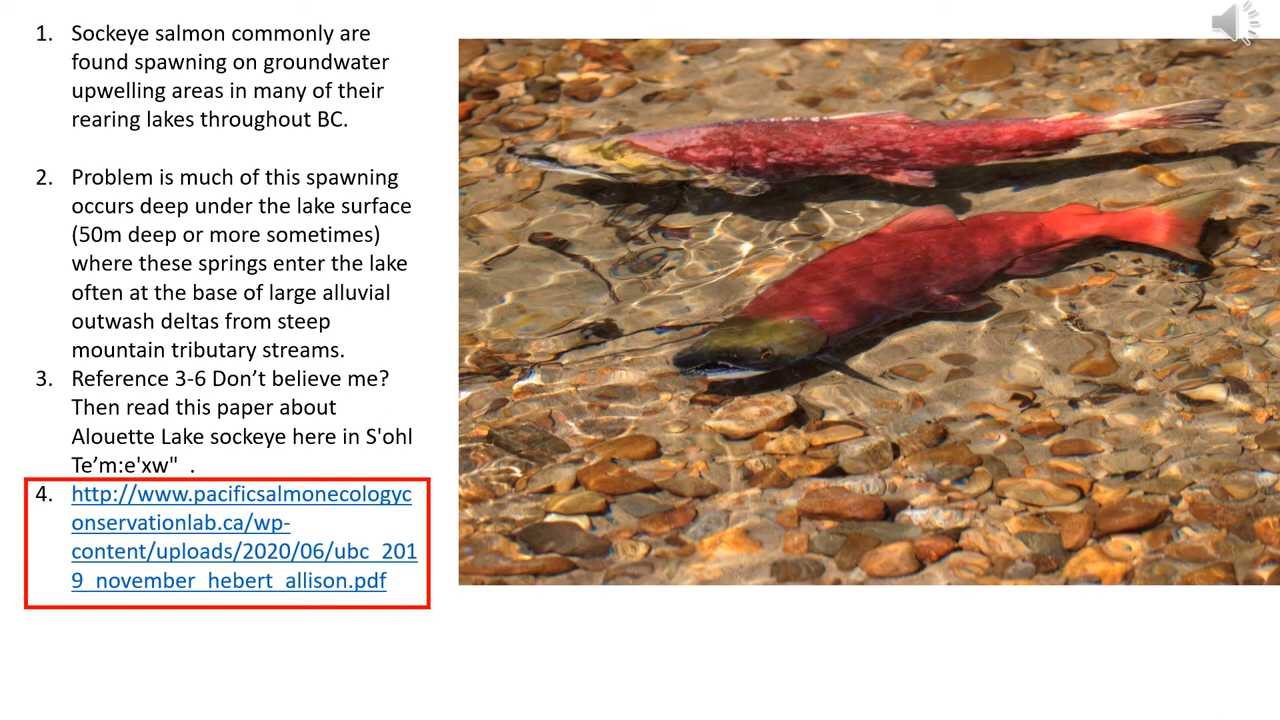 1. Sockeye salmon commonly are
found spawning on groundwater
upwelling areas in many of their
rearing lakes throughout BC.
2. Problem is much of this spawning
occurs deep under the lake surface
(50m deep or more sometimes)
where these springs enter the lake
often at the base of large alluvial
outwash deltas from steep
mountain tributary streams.
3. Reference 3-6 Don’t believe me?
Then read this paper about
Alouette Lake sockeye here in S'ohl
Te’m:e'xw" .
4. http://www.pacificsalmonecologyc
onservationlab.ca/wp-
content/uploads/2020/06/ubc_201
9_november_hebert_allison.pdf